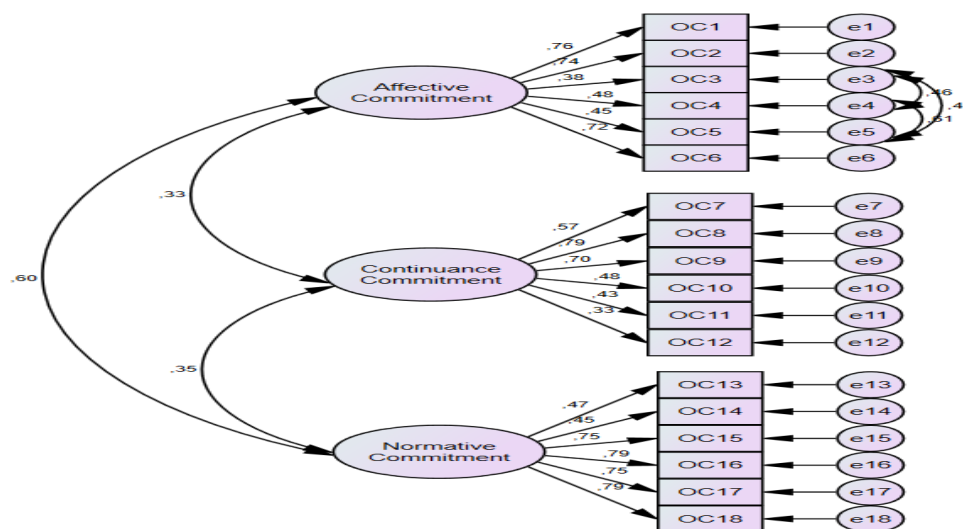 OC1
e1
.76
OC2
e2
.74
Affective
Commitment
.38
OC3
e3
.46
.48
OC4
e4
.4
.45
.51
OC5
e5
.72
OC6
e6
.33
OC7
e7
.57
.79
OC8
e8
.70
OC9
e9
Continuance
Commitment
.60
.48
OC10
e10
.43
OC11
e11
.33
OC12
e12
.35
OC13
e13
.47
.45
OC14
e14
Normative
Commitment
.75
OC15
e15
.79
OC16
e16
.75
OC17
e17
.79
OC18
e18